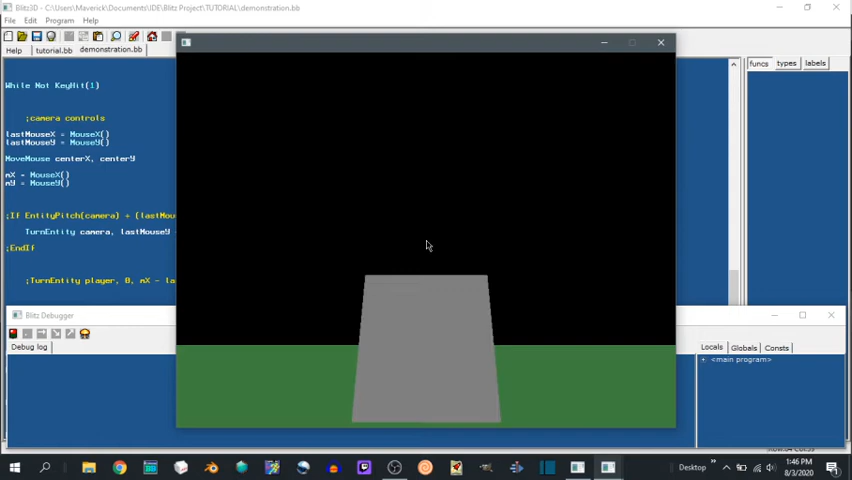 Blitz3D - C:\Users\Maverick\Documents\IDE\Blitz Project\TUTORIAL\demonstration.bb
File Edit Program Help
Help tutorial.bb demonstration.bb
funcs types labels
While Not KeyHit(1)
;camera controls
lastMouseX = MouseX()
lastMouseY = MouseY()
MoveMouse centerX, centerY
mX = MouseX()
mY = MouseY()
;If EntityPitch(camera) + (lastMou
TurnEntity camera, lastMouseY
;EndIf
;TurnEntity player, 0, mX - la
Blitz Debugger
Debug log
Locals Globals Consts
<main program>
Desktop
1:46 PM
8/3/2020